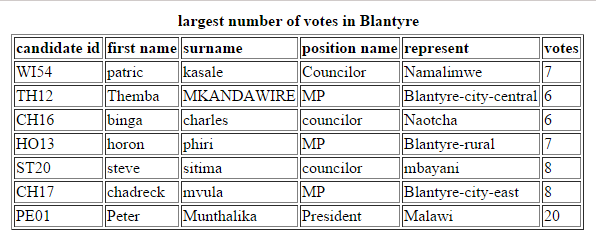 largest number of votes in Blantyre
candidate id first name surname position name represent votes
WI54 patric kasale Councilor Namalimwe 7
TH12 Themba MKANDAWIRE MP Blantyre-city-central 6
CH16 binga charles councilor Naotcha 6
HO13 horon phiri MP Blantyre-rural 7
ST20 steve sitima councilor mbayani 8
CH17 chadreck mvula MP Blantyre-city-east 8
PE01 Peter Munthalika President Malawi 20